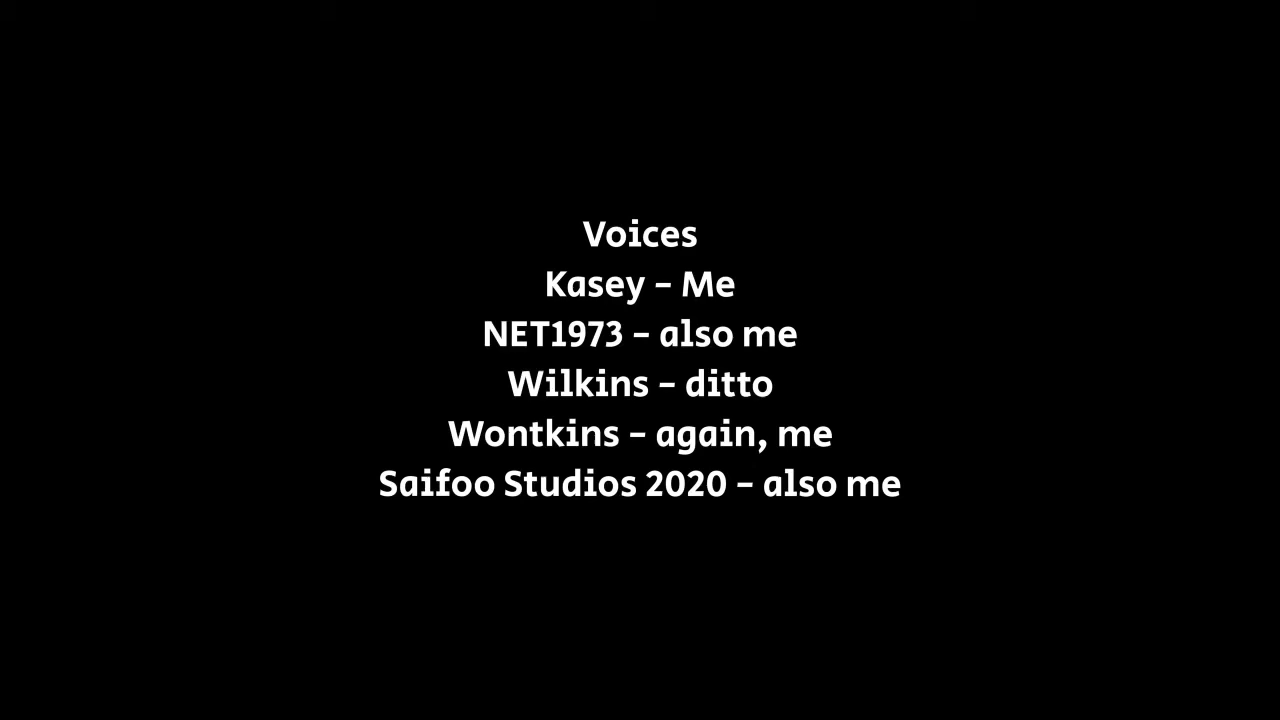 Voices
Kasey – Me
NET1973 – also me
Wilkins – ditto
Wontkins – again, me
Saifoo Studios 2020 – also me